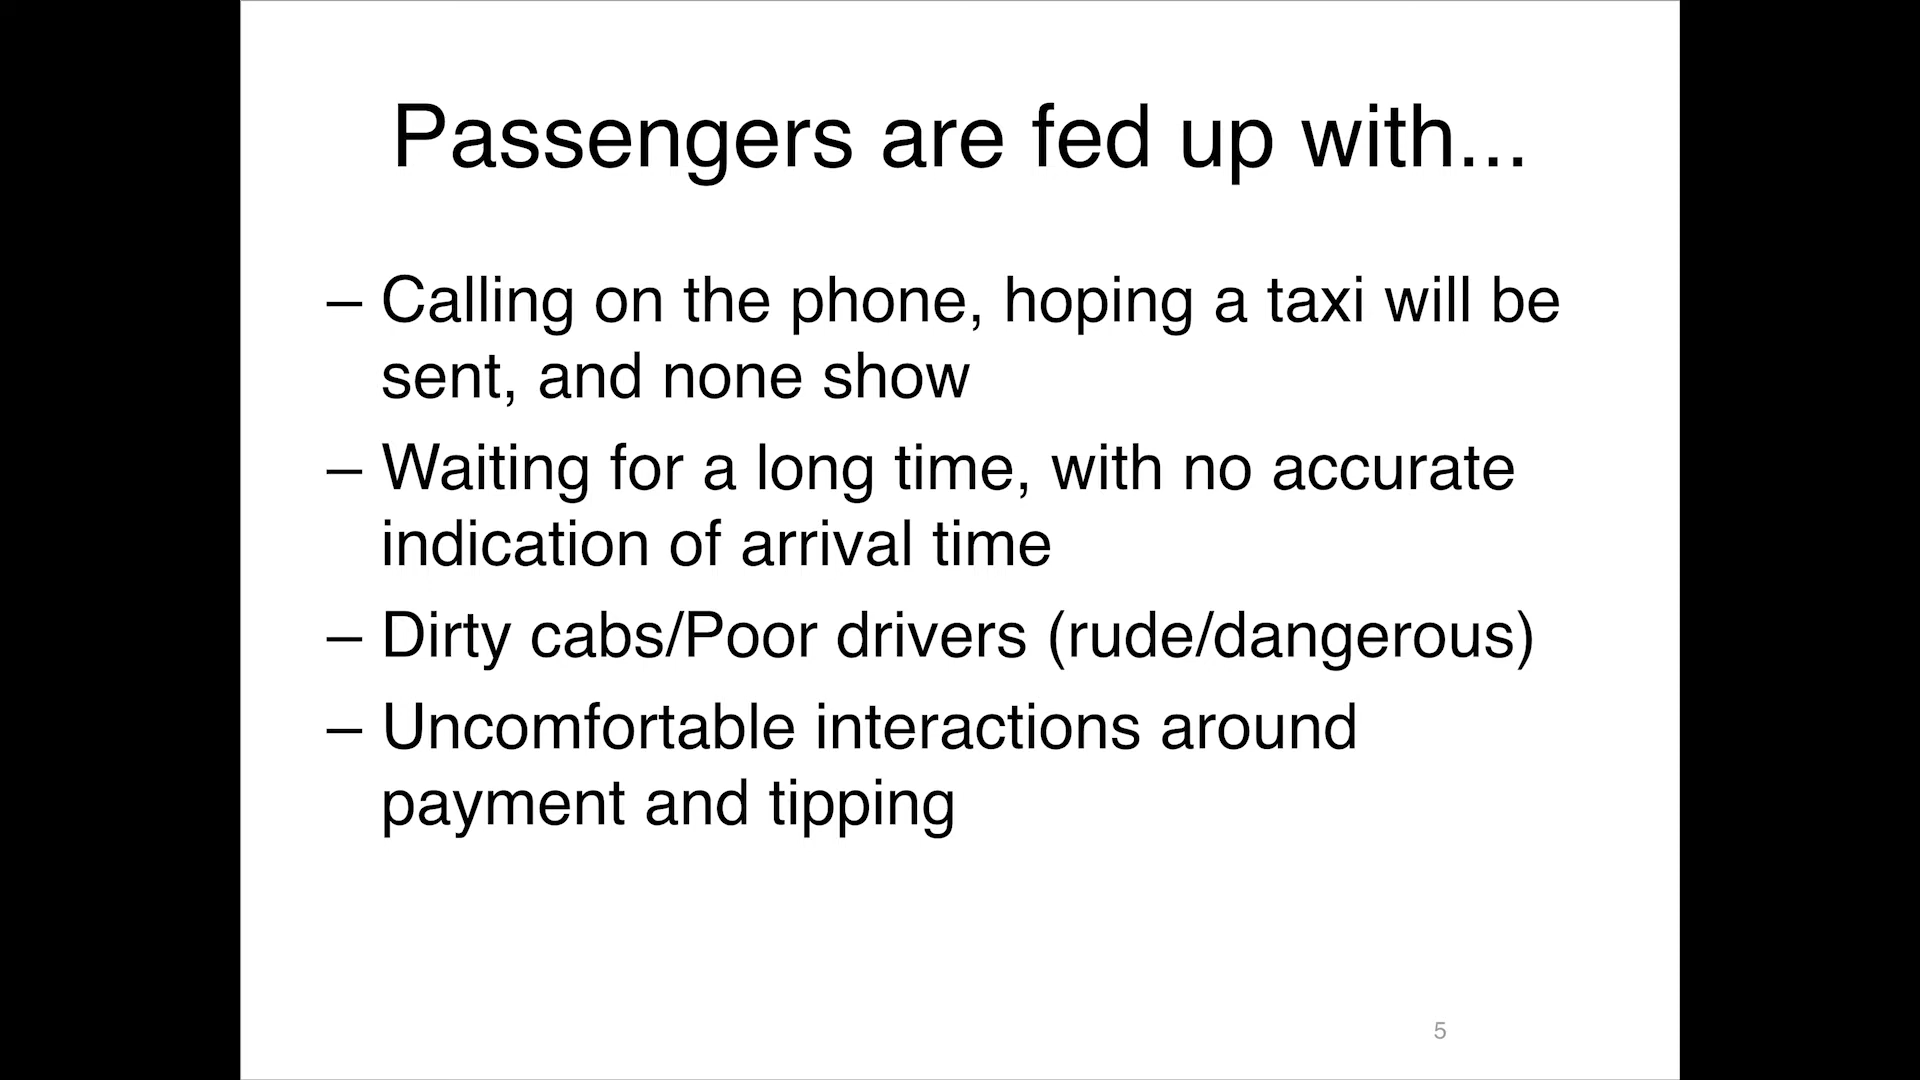 Passengers are fed up with...
– Calling on the phone, hoping a taxi will be
sent, and none show
– Waiting for a long time, with no accurate
indication of arrival time
– Dirty cabs/Poor drivers (rude/dangerous)
– Uncomfortable interactions around
payment and tipping
5